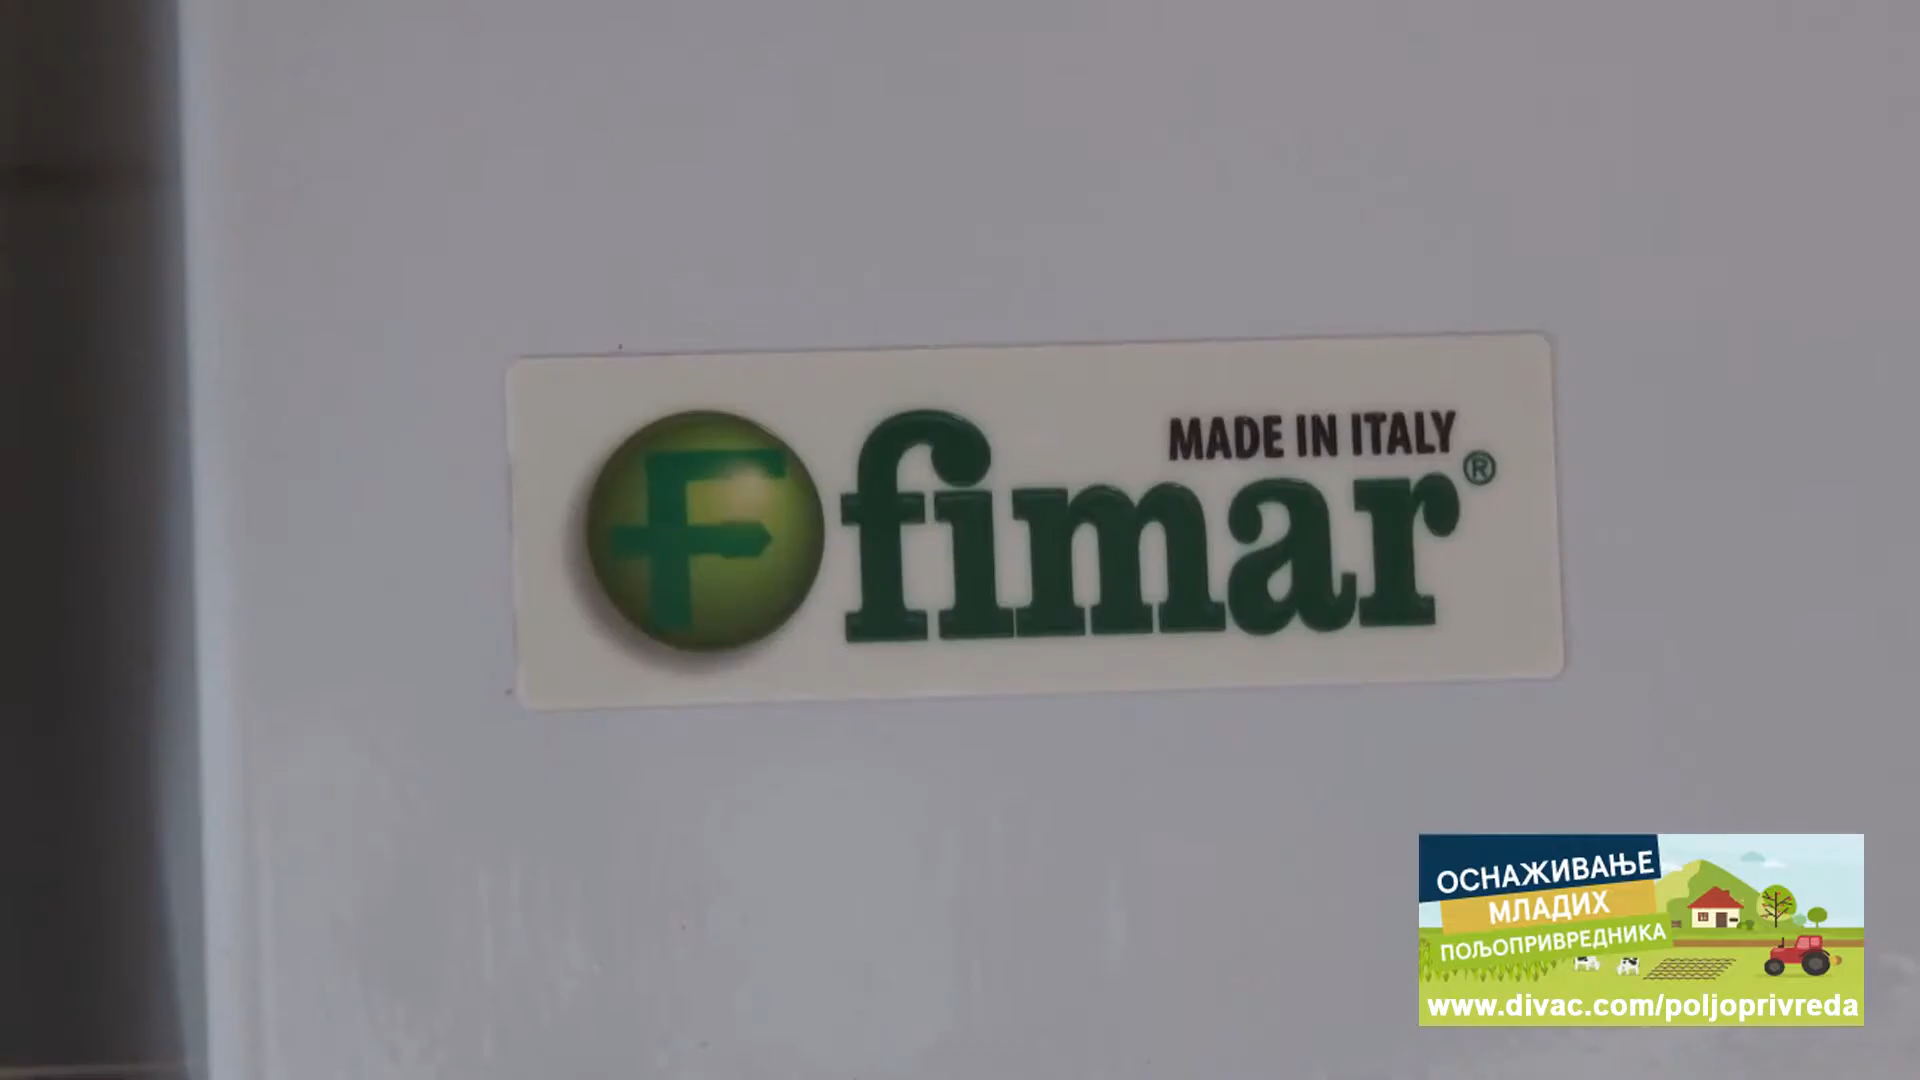 MADE IN ITALY
F fimar®
ОСНАЖИВАЊЕ
МЛАДИХ
ПОЉОПРИВРЕДНИКА
www.divac.com/poljoprivreda